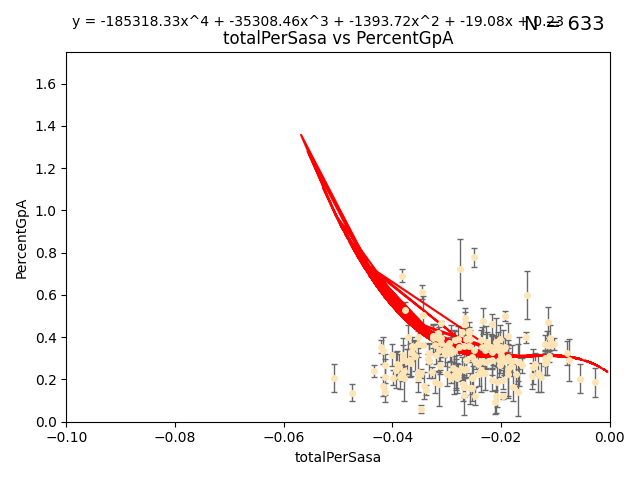 y = -185318.33x^4 + -35308.46x^3 + -1393.72x^2 + -19.08x + 0.23
N = 633
totalPerSasa vs PercentGpA
PercentGpA
1.6
1.4
1.2
1.0
0.8
0.6
0.4
0.2
0.0
−0.10 −0.08 −0.06 −0.04 −0.02 0.00
totalPerSasa